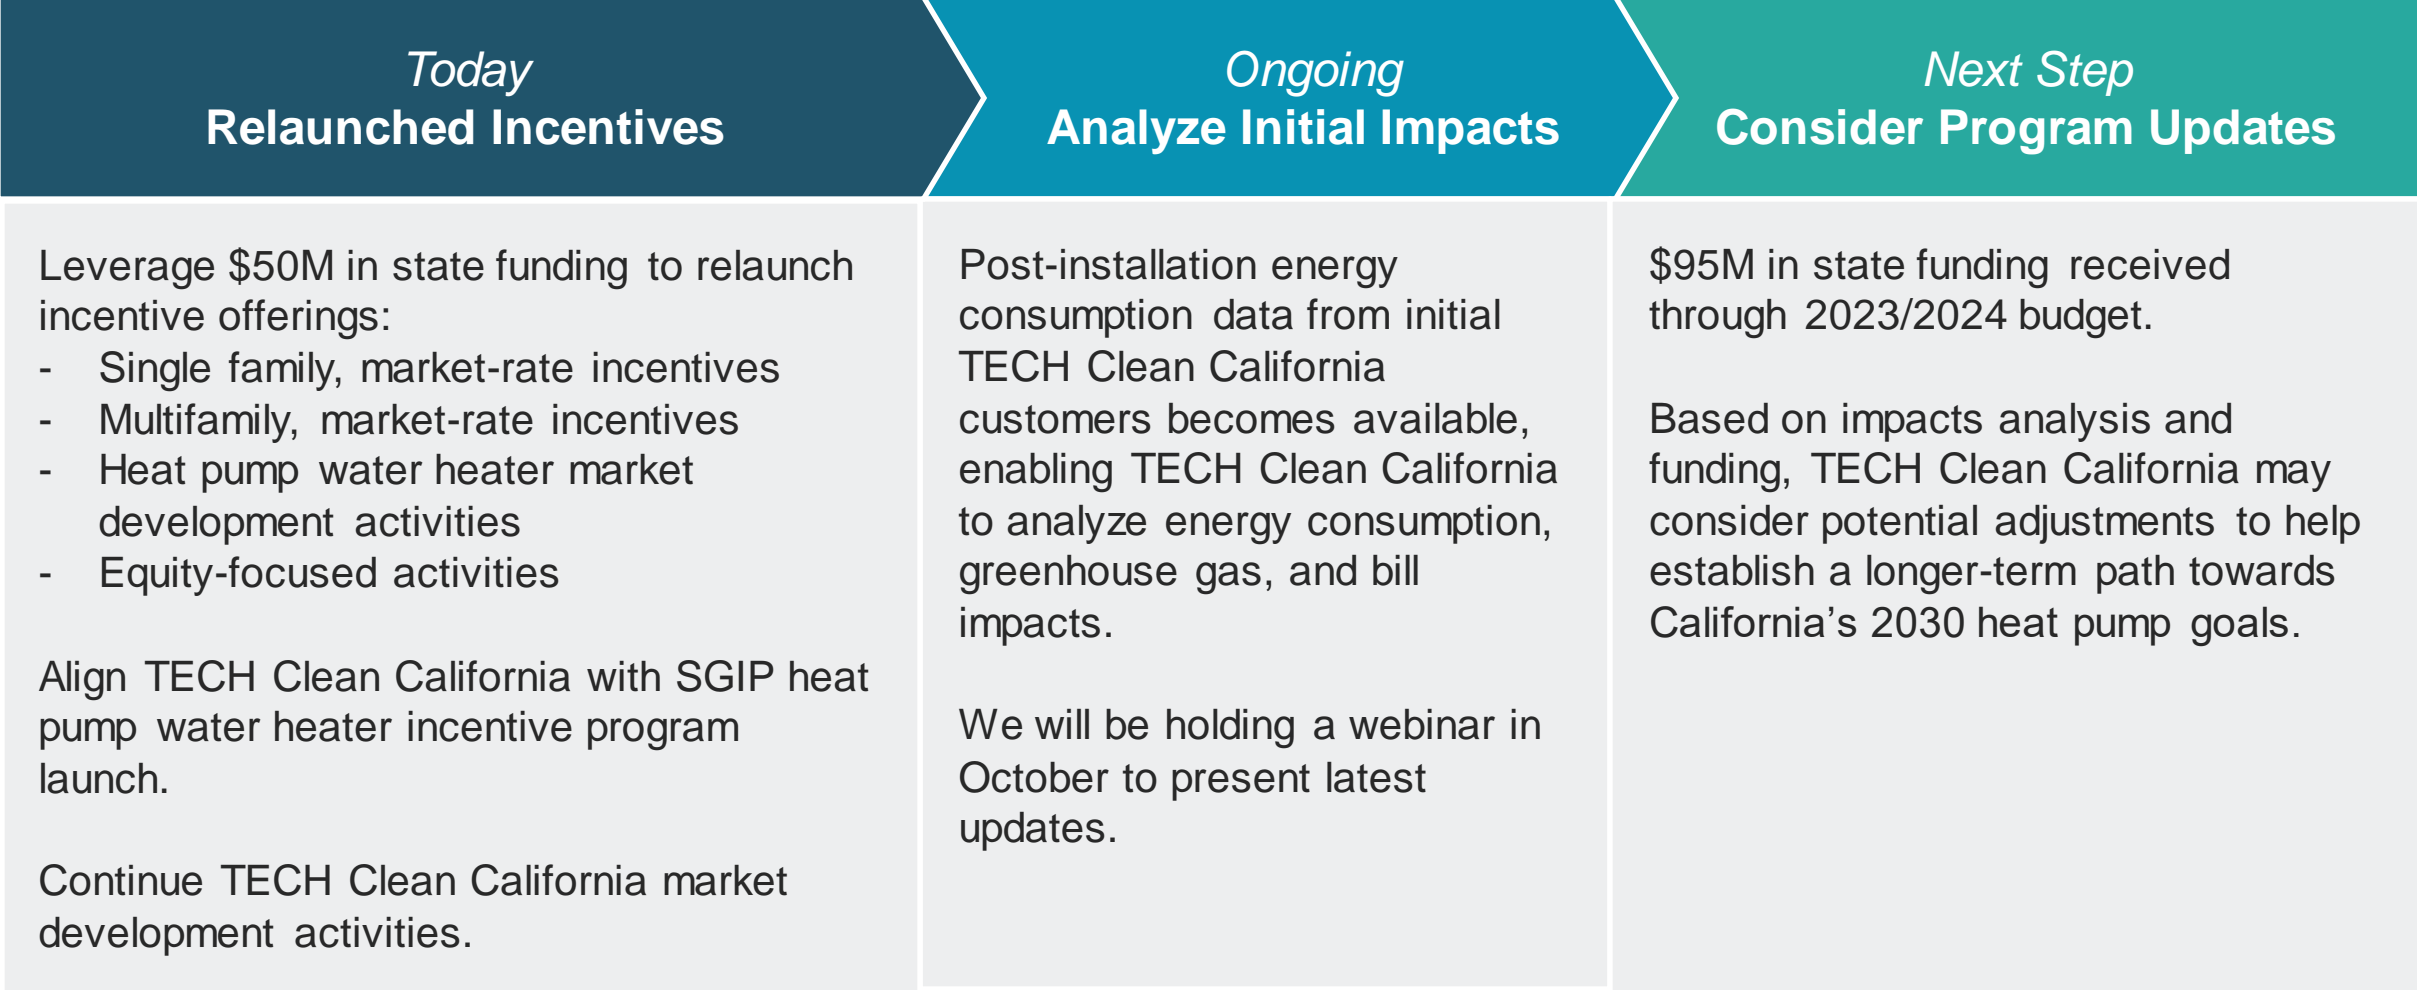 Today
Relaunched Incentives
Leverage $50M in state funding to relaunch
incentive offerings:
- Single family, market-rate incentives
- Multifamily, market-rate incentives
- Heat pump water heater market
development activities
- Equity-focused activities
Align TECH Clean California with SGIP heat
pump water heater incentive program
launch.
Continue TECH Clean California market
development activities.
Ongoing
Analyze Initial Impacts
Post-installation energy
consumption data from initial
TECH Clean California
customers becomes available,
enabling TECH Clean California
to analyze energy consumption,
greenhouse gas, and bill
impacts.
We will be holding a webinar in
October to present latest
updates.
Next Step
Consider Program Updates
$95M in state funding received
through 2023/2024 budget.
Based on impacts analysis and
funding, TECH Clean California may
consider potential adjustments to help
establish a longer-term path towards
California’s 2030 heat pump goals.